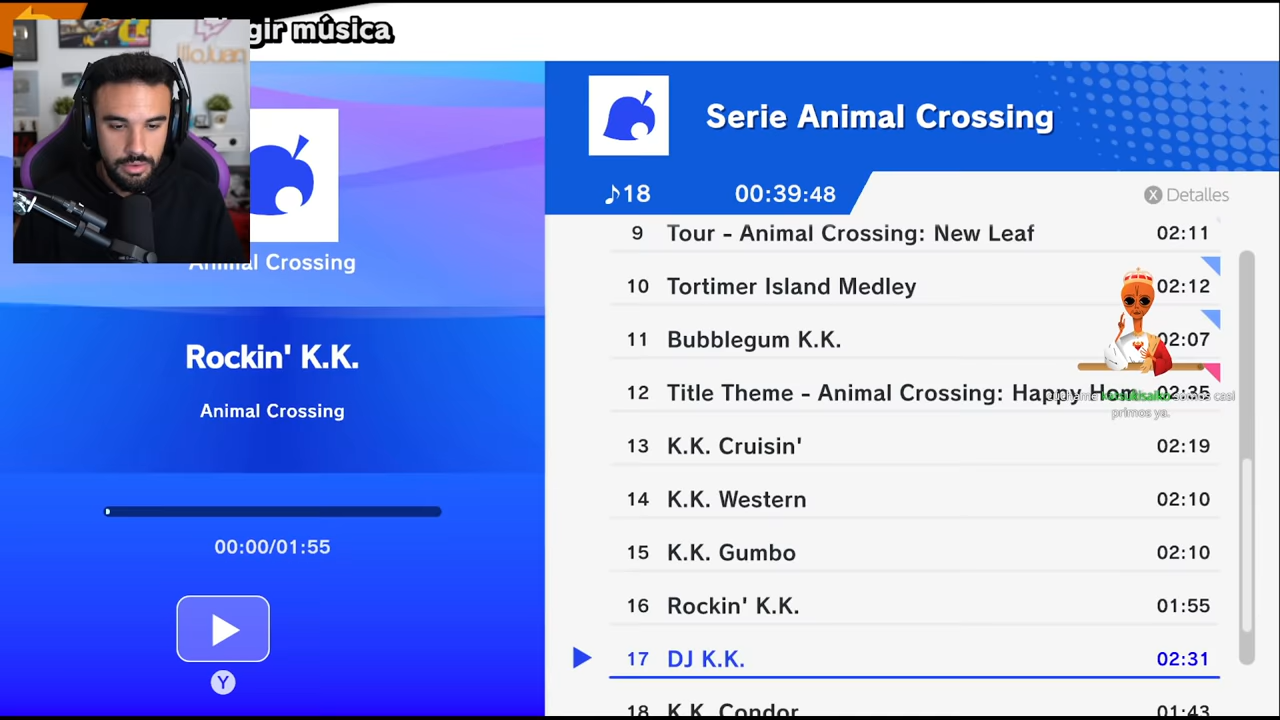 gir música
Animal Crossing
Rockin' K.K.
Animal Crossing
00:00/01:55
Y
Serie Animal Crossing
♪18 00:39:48
X Detalles
9 Tour - Animal Crossing: New Leaf 02:11
10 Tortimer Island Medley 02:12
11 Bubblegum K.K. 02:07
12 Title Theme - Animal Crossing: Happy Hom 02:35
casi
primos ya.
13 K.K. Cruisin' 02:19
14 K.K. Western 02:10
15 K.K. Gumbo 02:10
16 Rockin' K.K. 01:55
17 DJ K.K. 02:31
18 K.K. Condor 01:43